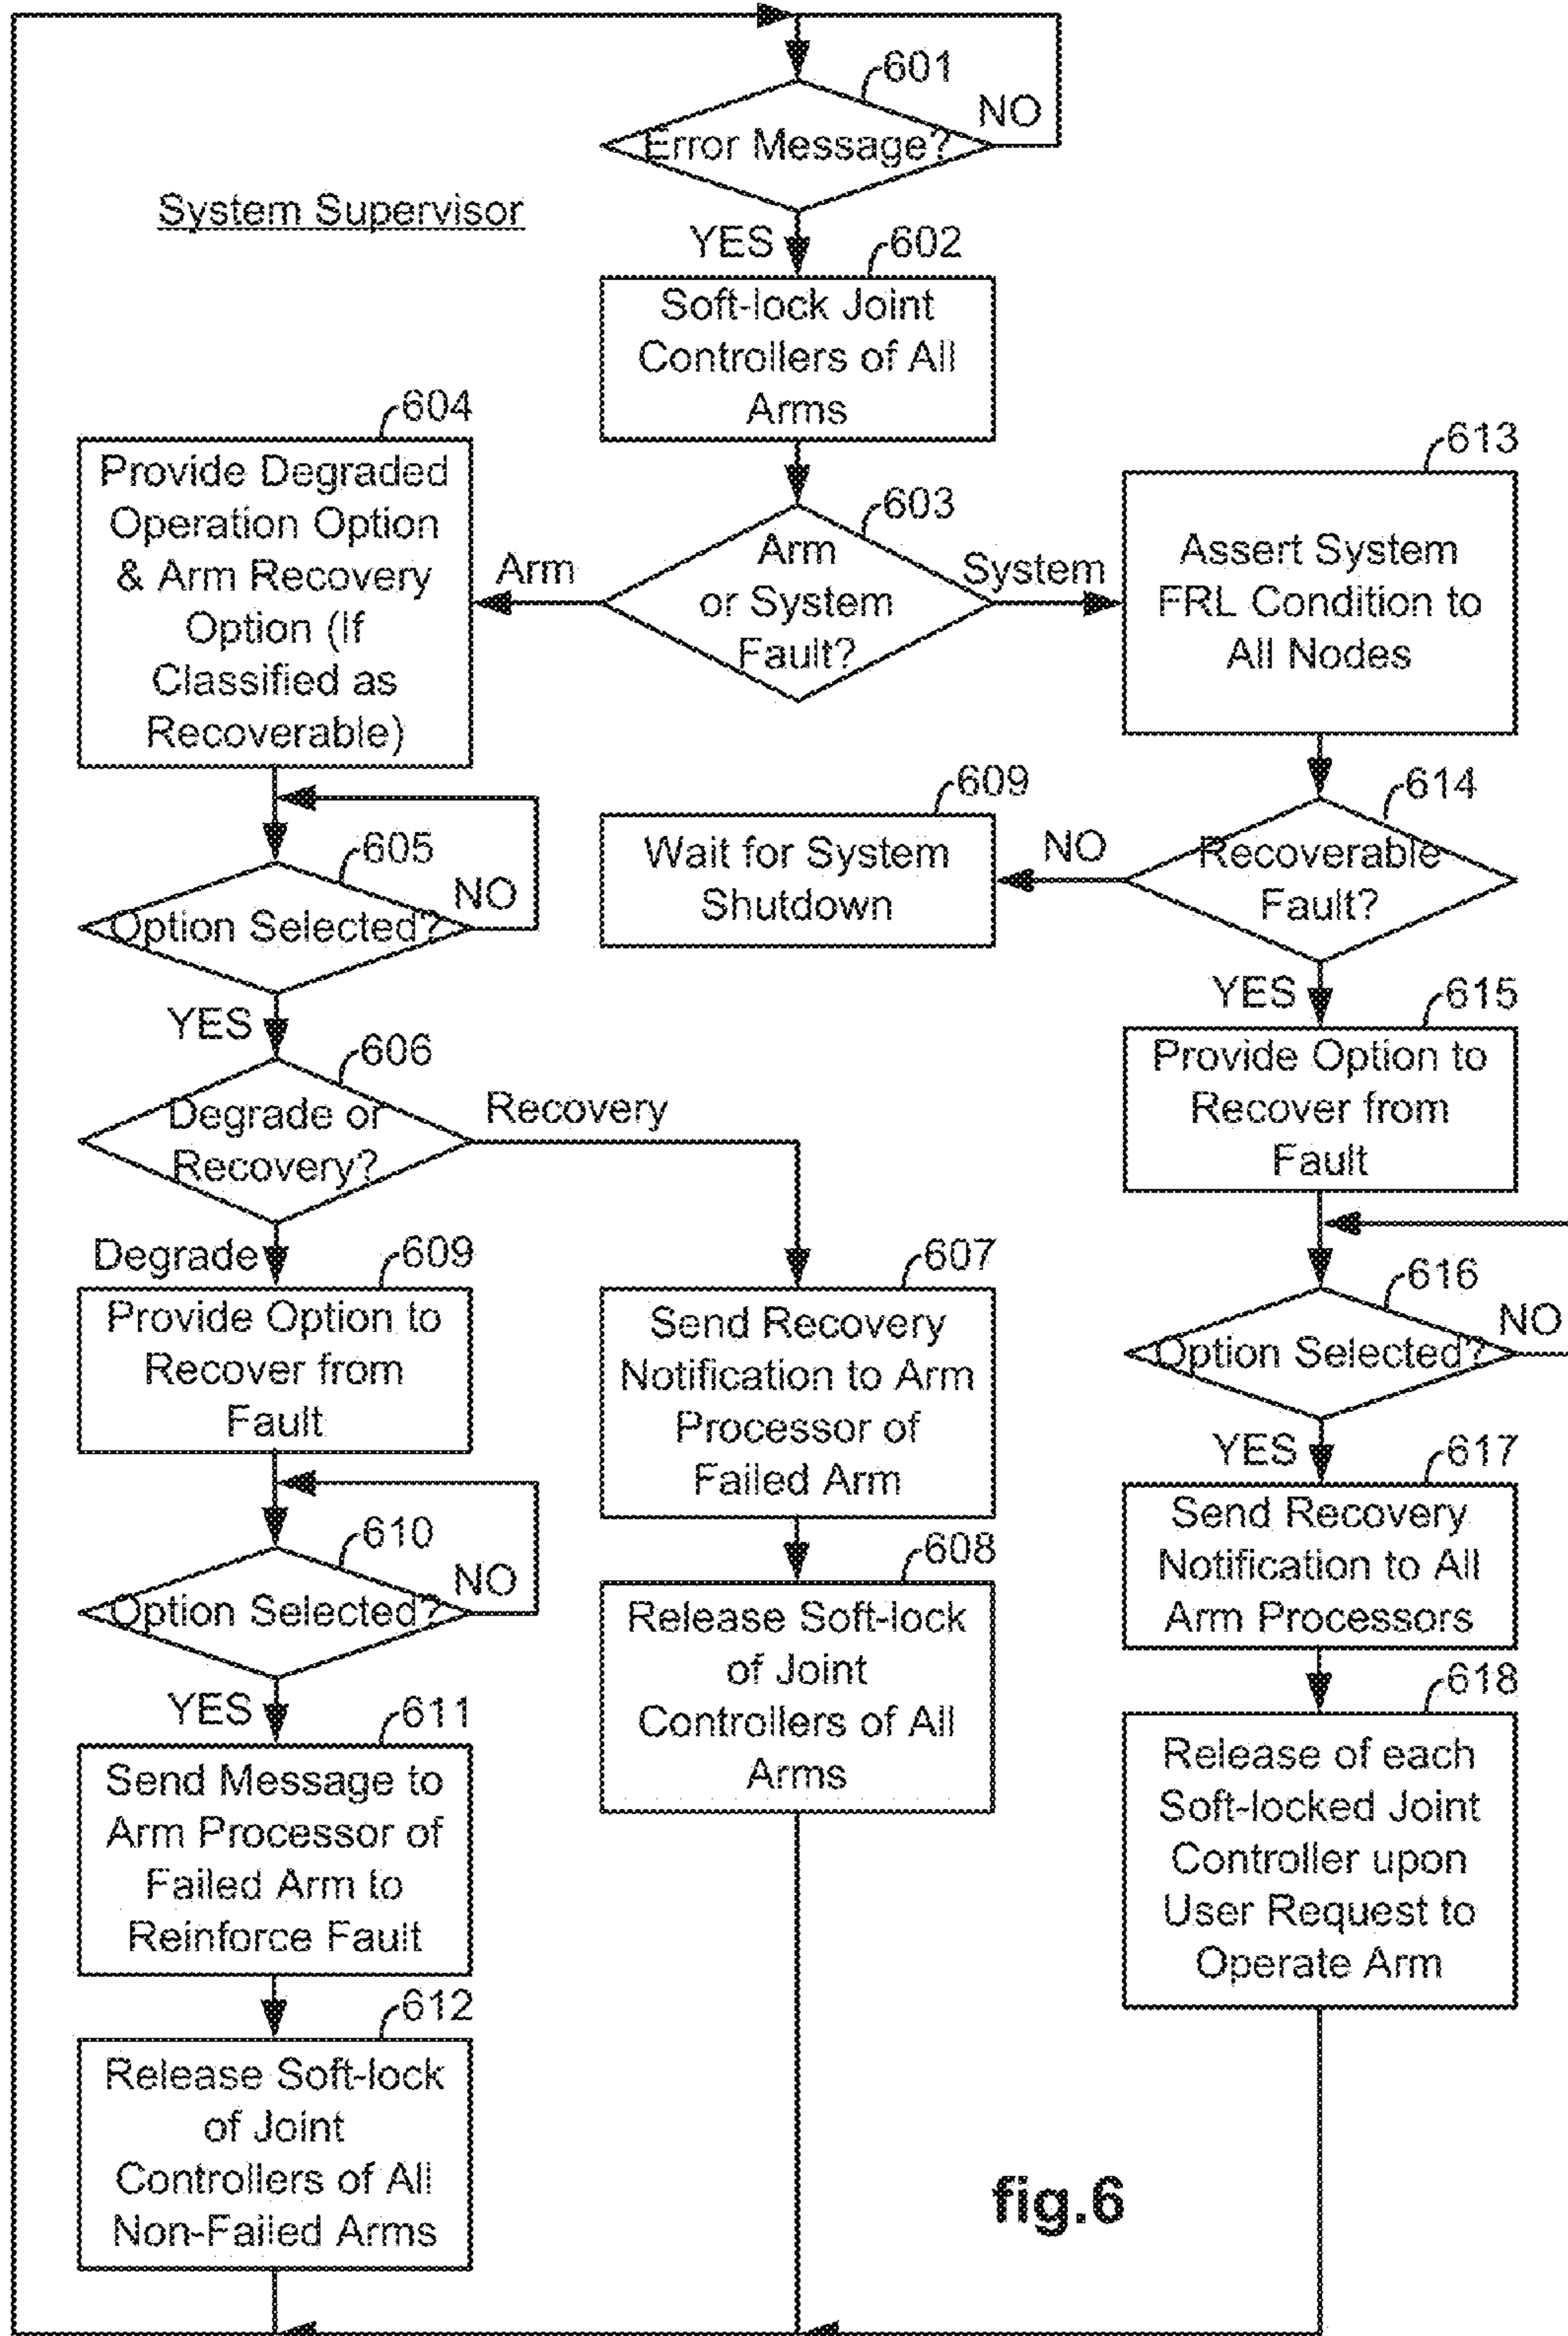 601
Error Message?
NO
System Supervisor
YES
602
Soft-lock Joint
Controllers of All
Arms
604
Provide Degraded
Operation Option
& Arm Recovery
Option (If
Classified as
Recoverable)
603
Arm
or System
Fault?
Arm
System
613
Assert System
FRL Condition to
All Nodes
609
Wait for System
Shutdown
NO
614
Recoverable
Fault?
605
Option Selected?
NO
YES
606
Degrade or
Recovery?
Recovery
YES
615
Provide Option to
Recover from
Fault
Degrade
609
Provide Option to
Recover from
Fault
607
Send Recovery
Notification to Arm
Processor of
Failed Arm
616
Option Selected?
NO
610
Option Selected?
NO
608
Release Soft-lock
of Joint
Controllers of All
Arms
YES
617
Send Recovery
Notification to All
Arm Processors
YES
611
Send Message to
Arm Processor of
Failed Arm to
Reinforce Fault
618
Release of each
Soft-locked Joint
Controller upon
User Request to
Operate Arm
612
Release Soft-lock
of Joint
Controllers of All
Non-Failed Arms
fig.6